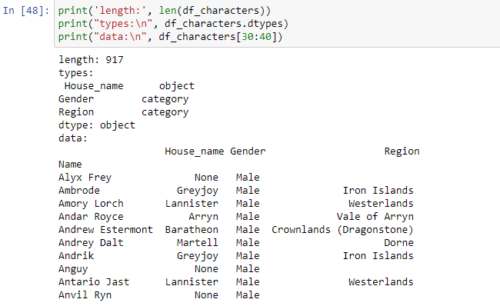 In [48]: print('length:', len(df_characters))
print("types:\n", df_characters.dtypes)
print("data:\n", df_characters[30:40])
length: 917
types:
House_name object
Gender category
Region category
dtype: object
data:
House_name Gender Region
Name
Alyx Frey None Male
Ambrode Greyjoy Male Iron Islands
Amory Lorch Lannister Male Westerlands
Andar Royce Arryn Male Vale of Arryn
Andrew Estermont Baratheon Male Crownlands (Dragonstone)
Andrey Dalt Martell Male Dorne
Andrik Greyjoy Male Iron Islands
Anguy None Male
Antario Jast Lannister Male Westerlands
Anvil Ryn None Male